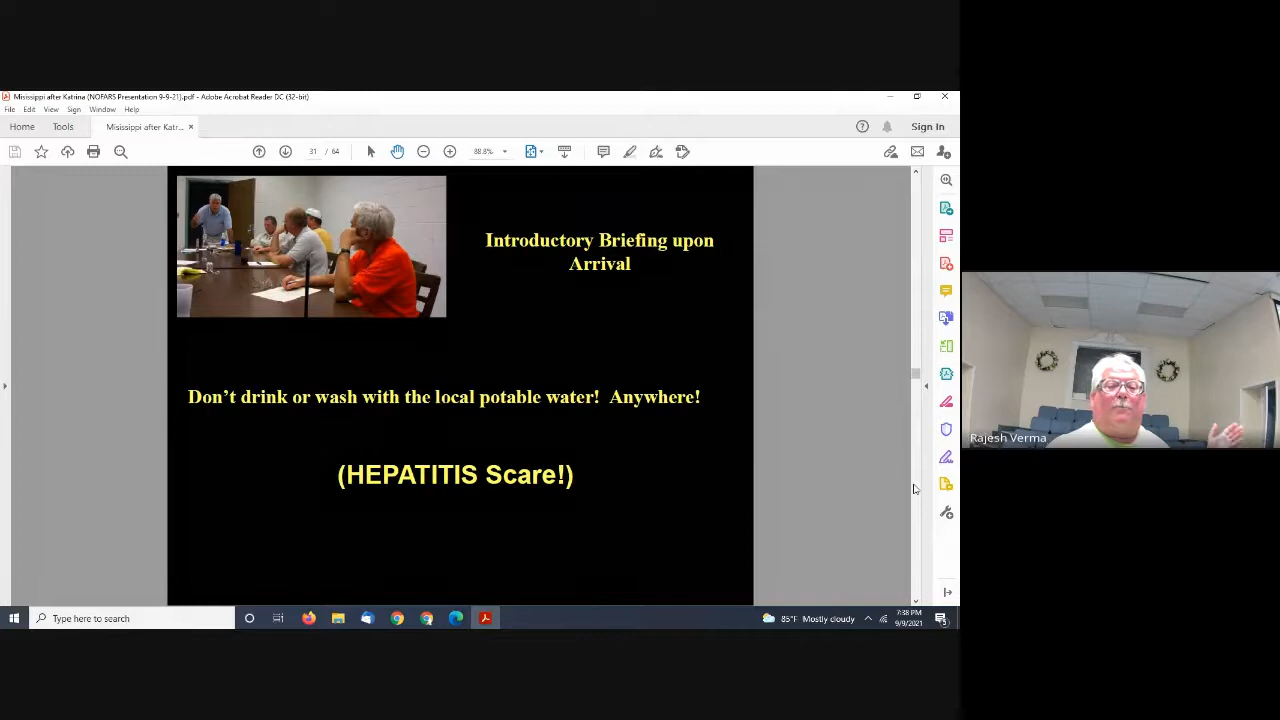 Misissippi after Katrina (NOFARS Presentation 9-9-21).pdf - Adobe Acrobat Reader DC (32-bit)
File Edit View Sign Window Help
Home Tools Misissippi after Katr... × Sign In
31 / 64 88.8%
Introductory Briefing upon
Arrival
Don't drink or wash with the local potable water! Anywhere!
(HEPATITIS Scare!)
Rajesh Verma
Type here to search
85°F Mostly cloudy
7:38 PM
9/9/2021